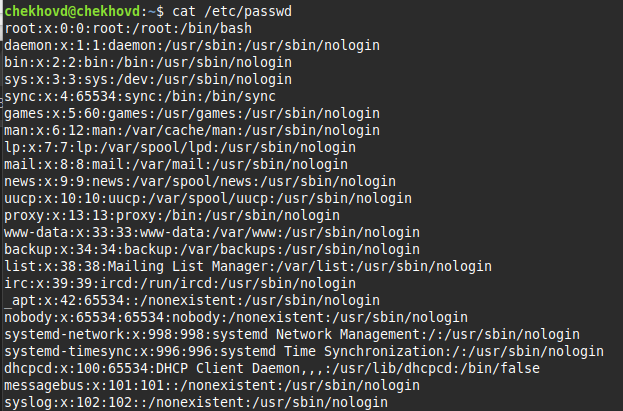 chekhovd@chekhovd:~$ cat /etc/passwd
root:x:0:0:root:/root:/bin/bash
daemon:x:1:1:daemon:/usr/sbin:/usr/sbin/nologin
bin:x:2:2:bin:/bin:/usr/sbin/nologin
sys:x:3:3:sys:/dev:/usr/sbin/nologin
sync:x:4:65534:sync:/bin:/bin/sync
games:x:5:60:games:/usr/games:/usr/sbin/nologin
man:x:6:12:man:/var/cache/man:/usr/sbin/nologin
lp:x:7:7:lp:/var/spool/lpd:/usr/sbin/nologin
mail:x:8:8:mail:/var/mail:/usr/sbin/nologin
news:x:9:9:news:/var/spool/news:/usr/sbin/nologin
uucp:x:10:10:uucp:/var/spool/uucp:/usr/sbin/nologin
proxy:x:13:13:proxy:/bin:/usr/sbin/nologin
www-data:x:33:33:www-data:/var/www:/usr/sbin/nologin
backup:x:34:34:backup:/var/backups:/usr/sbin/nologin
list:x:38:38:Mailing List Manager:/var/list:/usr/sbin/nologin
irc:x:39:39:ircd:/run/ircd:/usr/sbin/nologin
_apt:x:42:65534::/nonexistent:/usr/sbin/nologin
nobody:x:65534:65534:nobody:/nonexistent:/usr/sbin/nologin
systemd-network:x:998:998:systemd Network Management:/:/usr/sbin/nologin
systemd-timesync:x:996:996:systemd Time Synchronization:/:/usr/sbin/nologin
dhcpcd:x:100:65534:DHCP Client Daemon,,,:/usr/lib/dhcpcd:/bin/false
messagebus:x:101:101::/nonexistent:/usr/sbin/nologin
syslog:x:102:102::/nonexistent:/usr/sbin/nologin